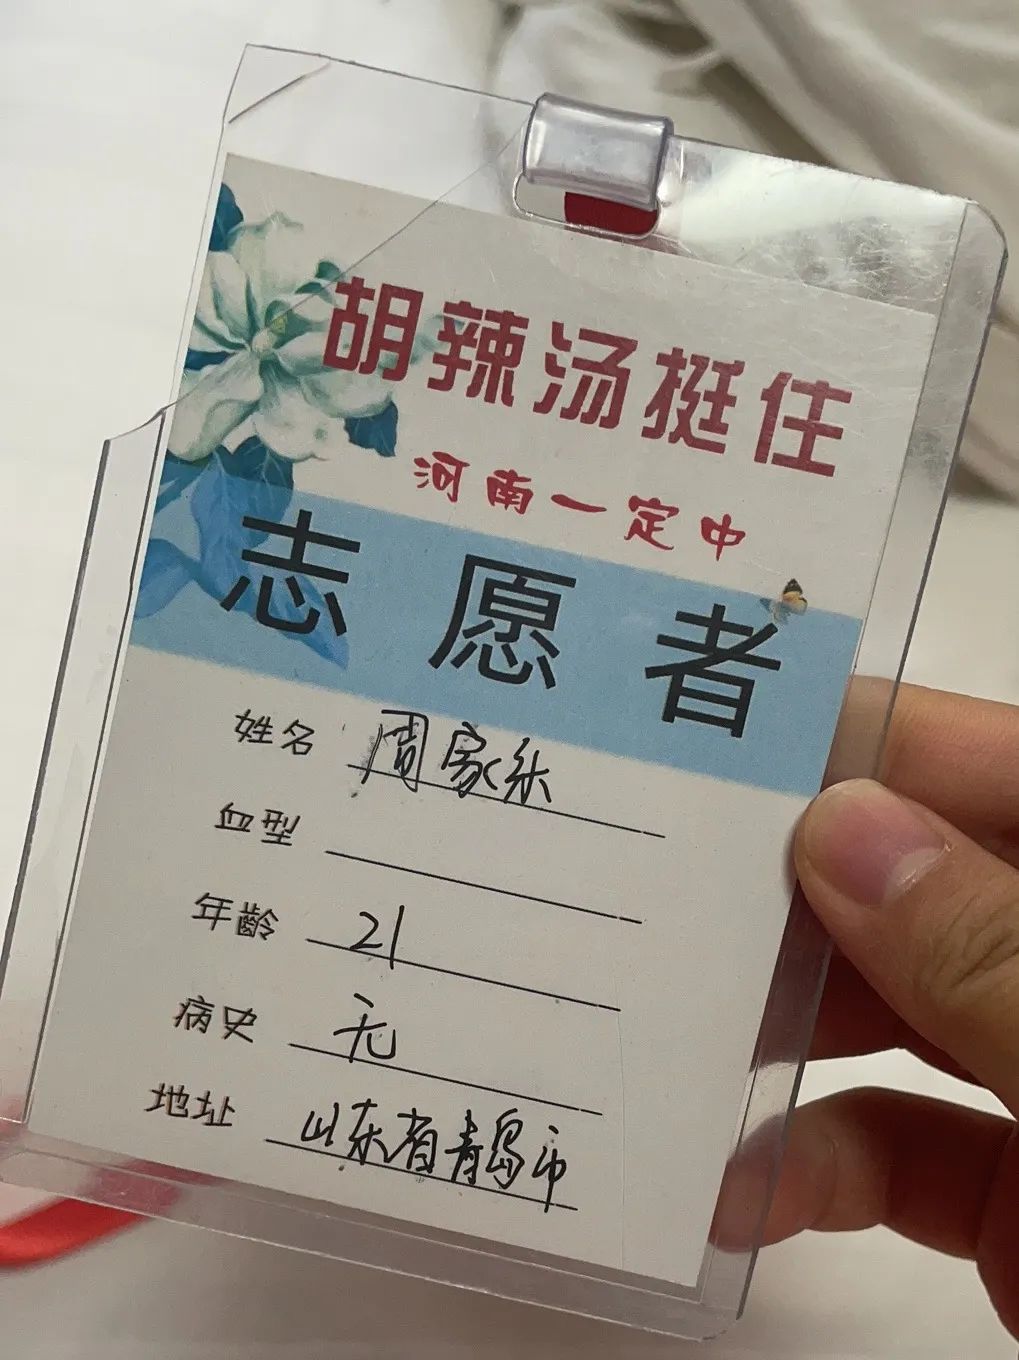 胡辣汤挺住
河南一定中
志愿者
姓名 周家乐
血型
年龄 21
病史 无
地址 山东省青岛市